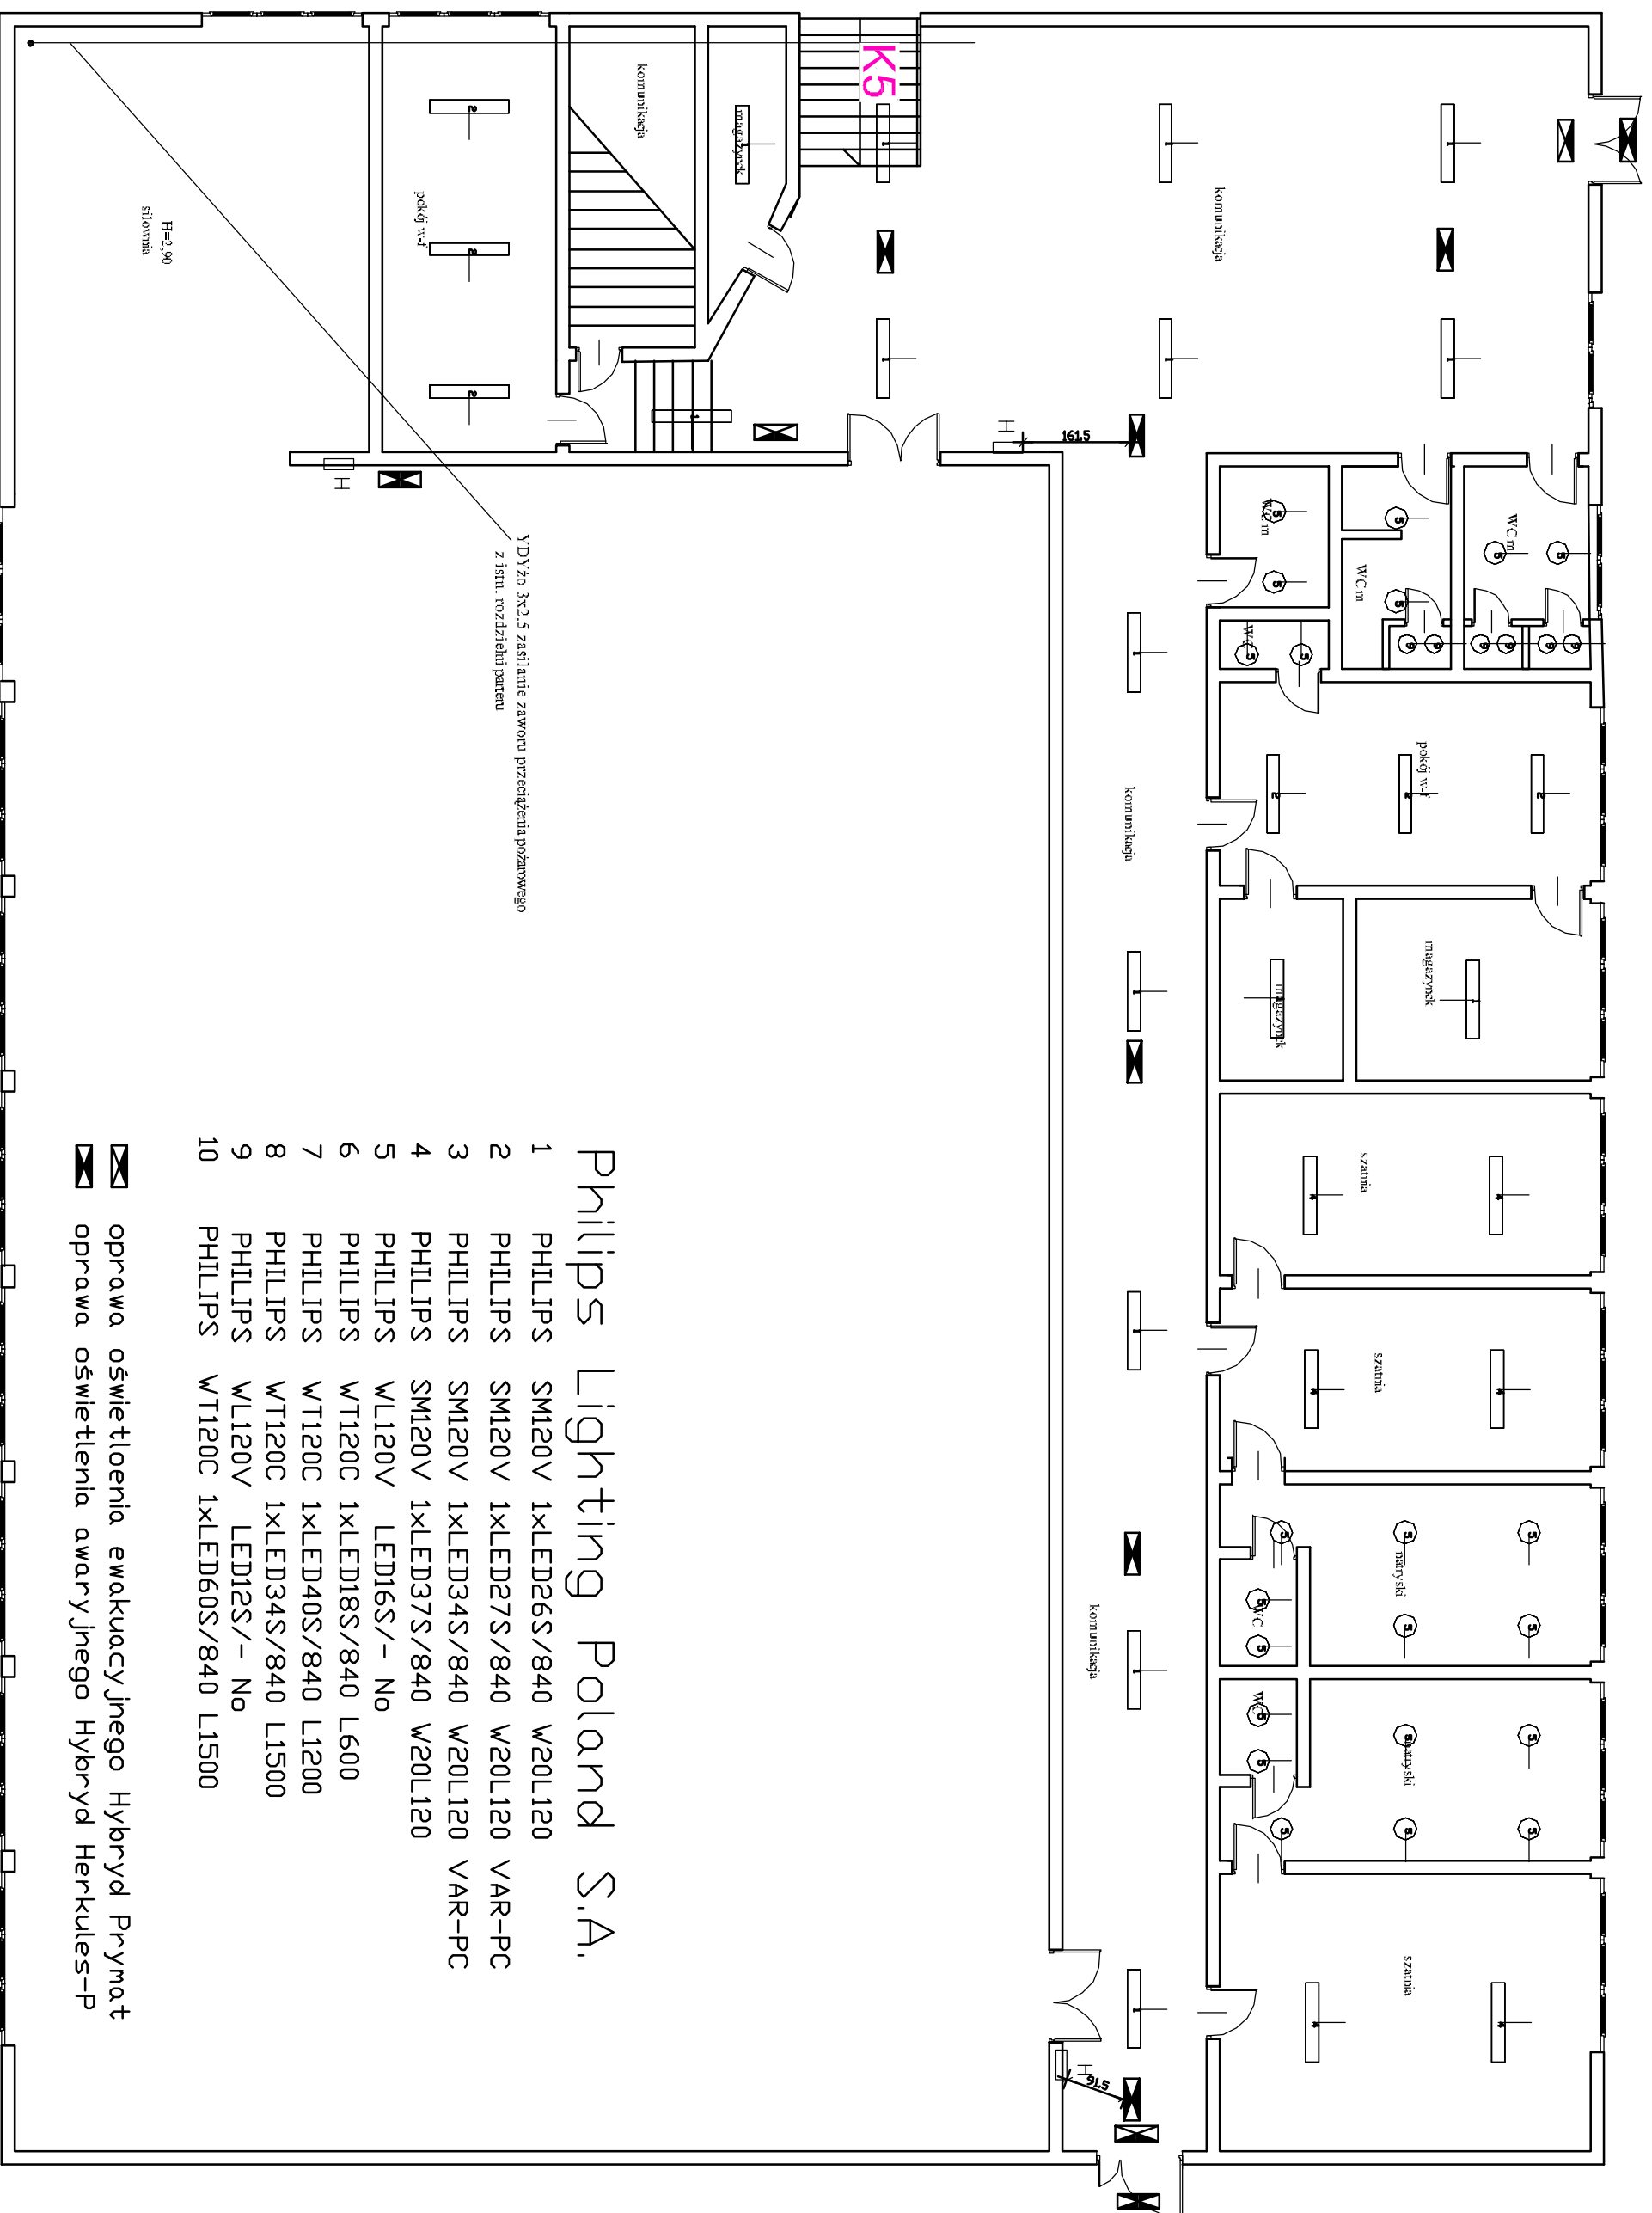 K5
komunikacja
magazynek
komunikacja
pokój w-f
H=2,90
siłownia
H
161.5
H
WC m
WC m
WC m
WC
YDYżo 3x2,5 zasilanie zaworu przeciążenia pożarowego
z istn. rozdzielni parteru
pokój w-f
komunikacja
magazynek
magazynek
szatnia
szatnia
natryski
WC
komunikacja
WC
natryski
szatnia
H
91.5
Philips Lighting Poland S.A.
1 PHILIPS SM120V 1xLED26S/840 W20L120
2 PHILIPS SM120V 1xLED27S/840 W20L120 VAR-PC
3 PHILIPS SM120V 1xLED34S/840 W20L120 VAR-PC
4 PHILIPS SM120V 1xLED37S/840 W20L120
5 PHILIPS WL120V LED16S/- No
6 PHILIPS WT120C 1xLED18S/840 L600
7 PHILIPS WT120C 1xLED40S/840 L1200
8 PHILIPS WT120C 1xLED34S/840 L1500
9 PHILIPS WL120V LED12S/- No
10 PHILIPS WT120C 1xLED60S/840 L1500
oprawa oświetloenia ewakuacyjnego Hybryd Prymat
oprawa oświetlenia awaryjnego Hybryd Herkules-P